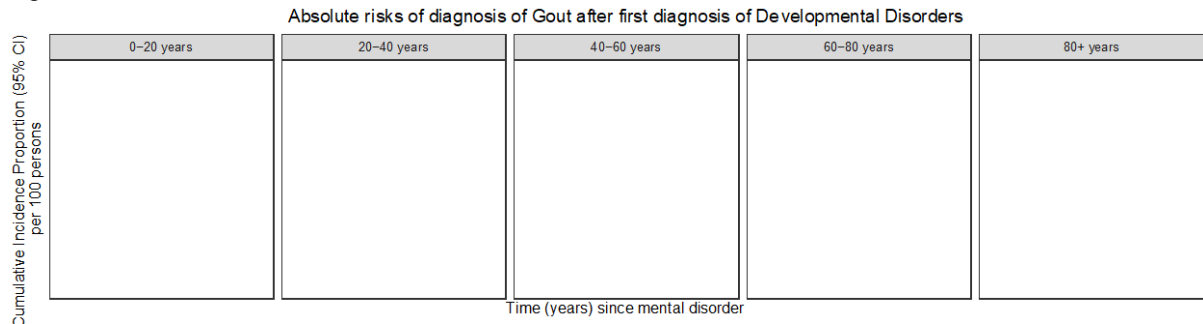 Absolute risks of diagnosis of Gout after first diagnosis of Developmental Disorders
Cumulative Incidence Proportion (95% CI)
per 100 persons
0–20 years
20–40 years
40–60 years
60–80 years
80+ years
Time (years) since mental disorder